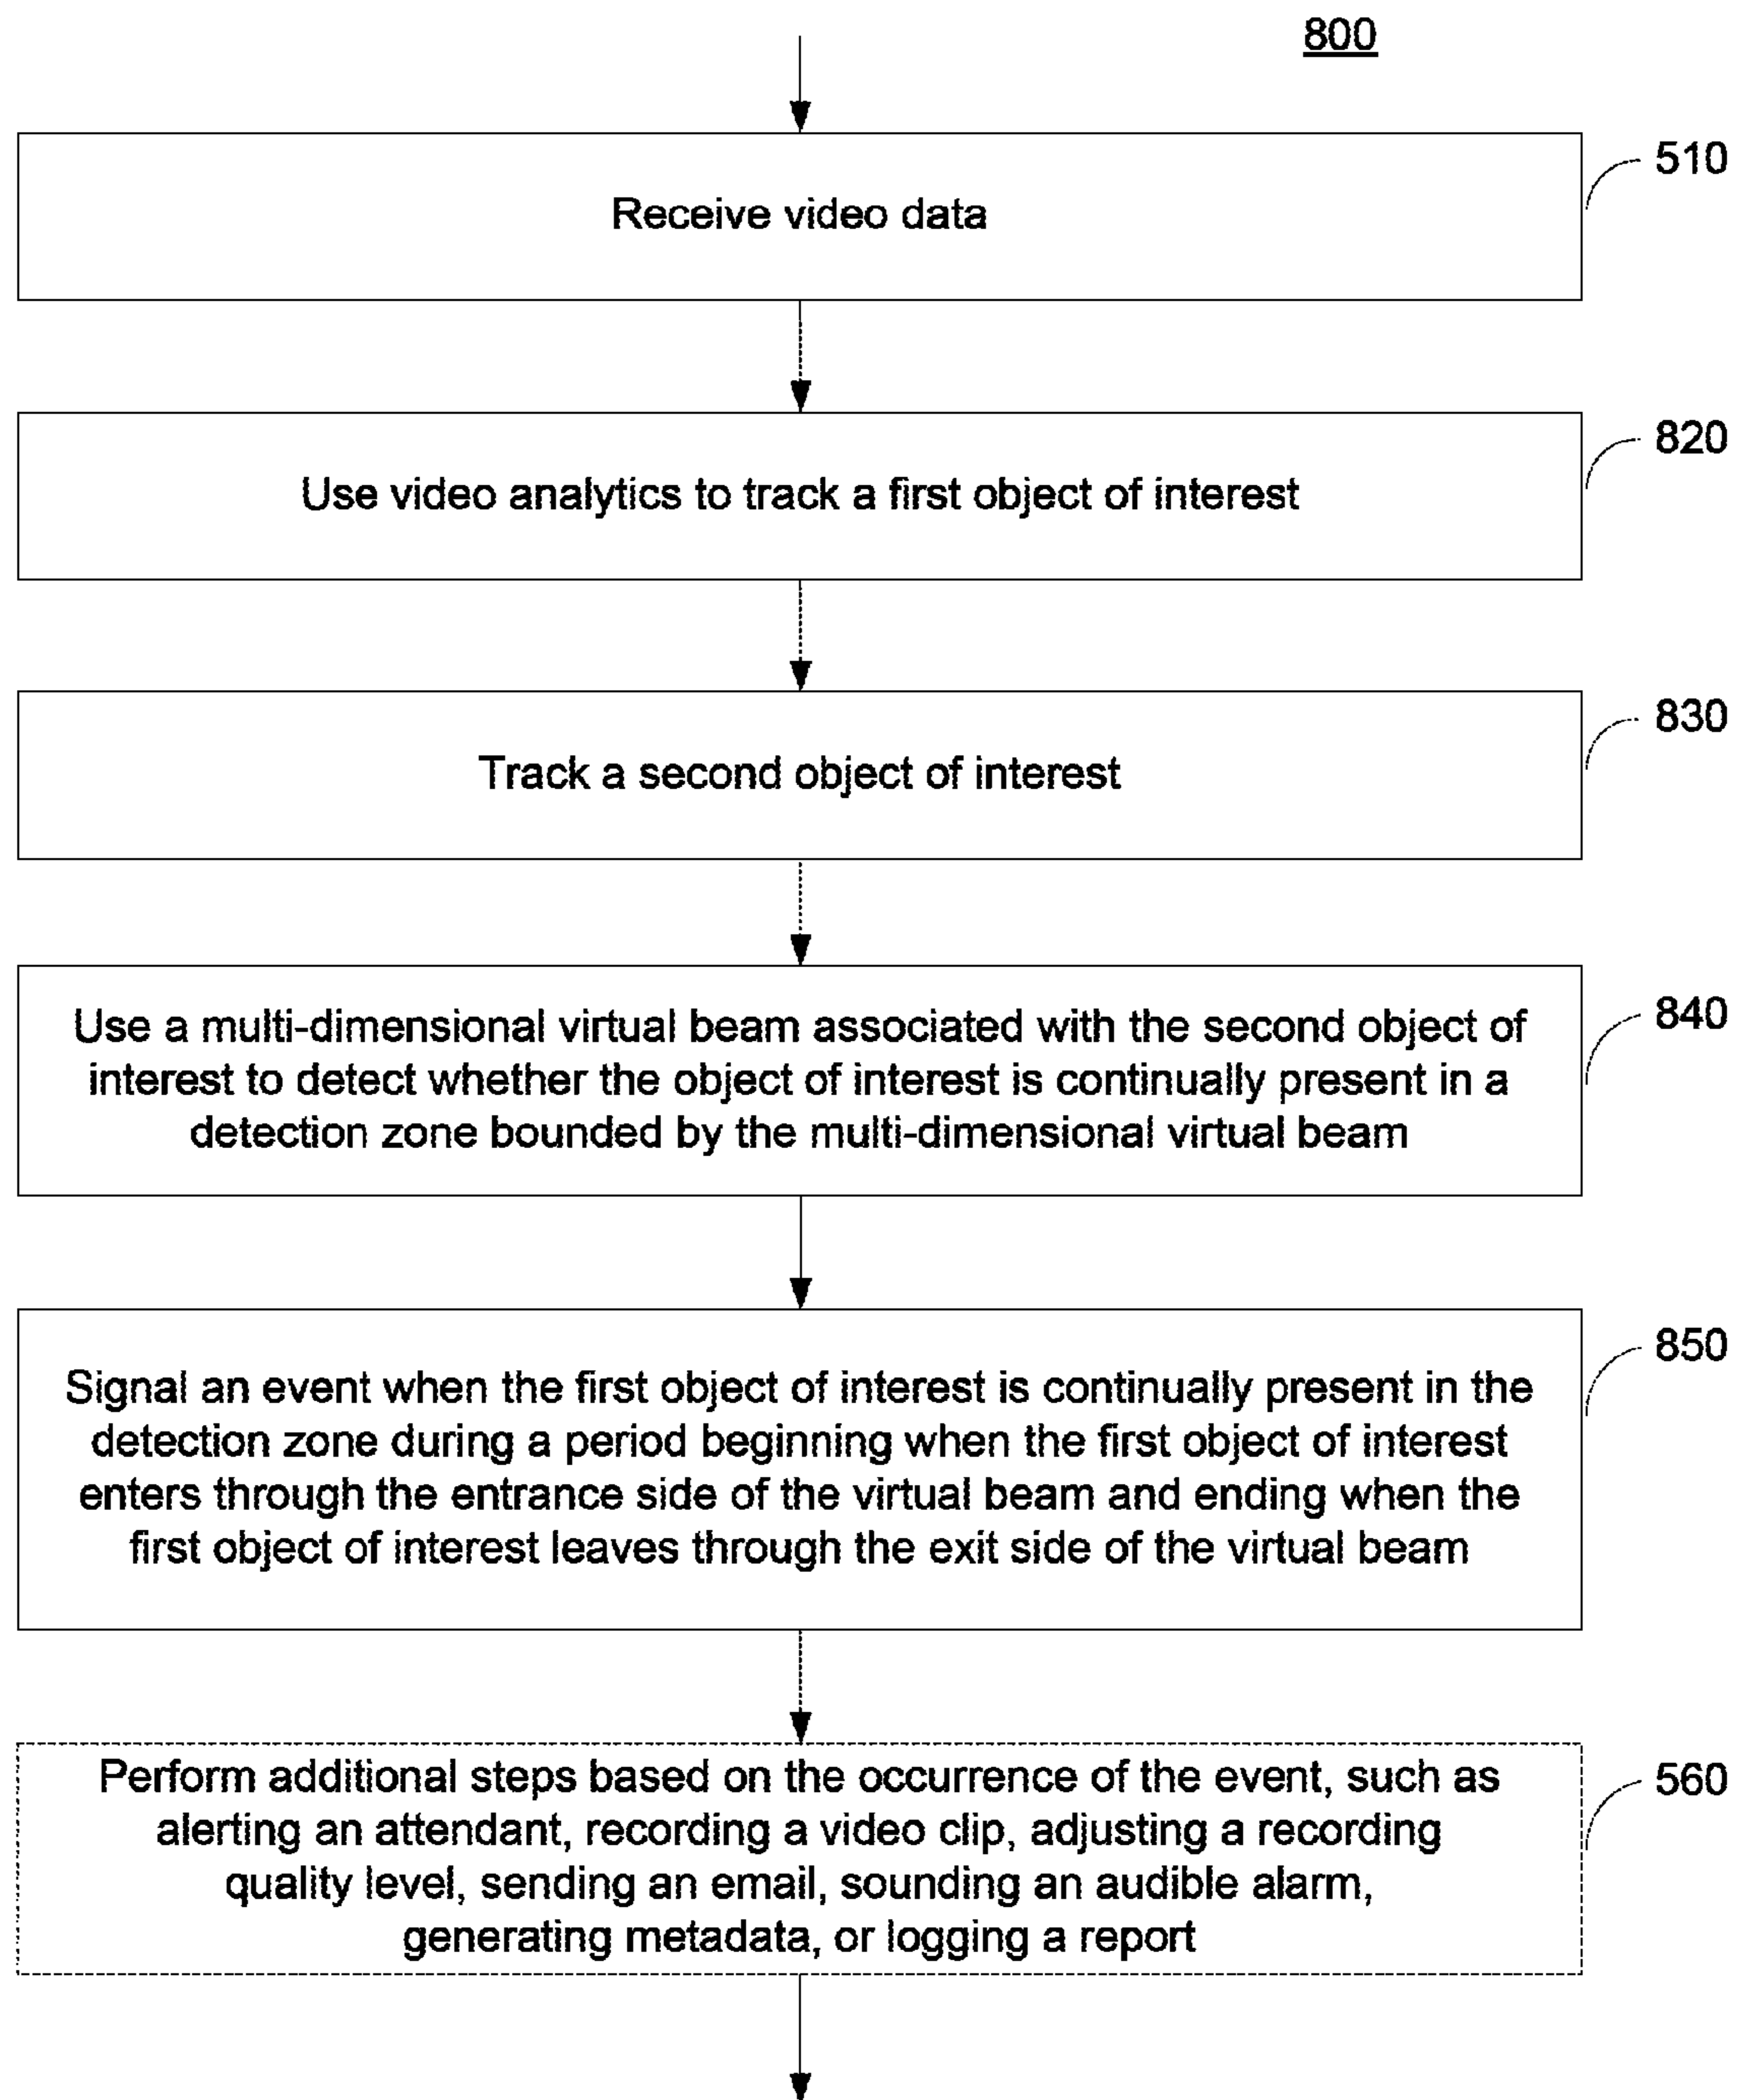 800
Receive video data
510
Use video analytics to track a first object of interest
820
Track a second object of interest
830
Use a multi-dimensional virtual beam associated with the second object of
interest to detect whether the object of interest is continually present in a
detection zone bounded by the multi-dimensional virtual beam
840
Signal an event when the first object of interest is continually present in the
detection zone during a period beginning when the first object of interest
enters through the entrance side of the virtual beam and ending when the
first object of interest leaves through the exit side of the virtual beam
850
Perform additional steps based on the occurrence of the event, such as
alerting an attendant, recording a video clip, adjusting a recording
quality level, sending an email, sounding an audible alarm,
generating metadata, or logging a report
560